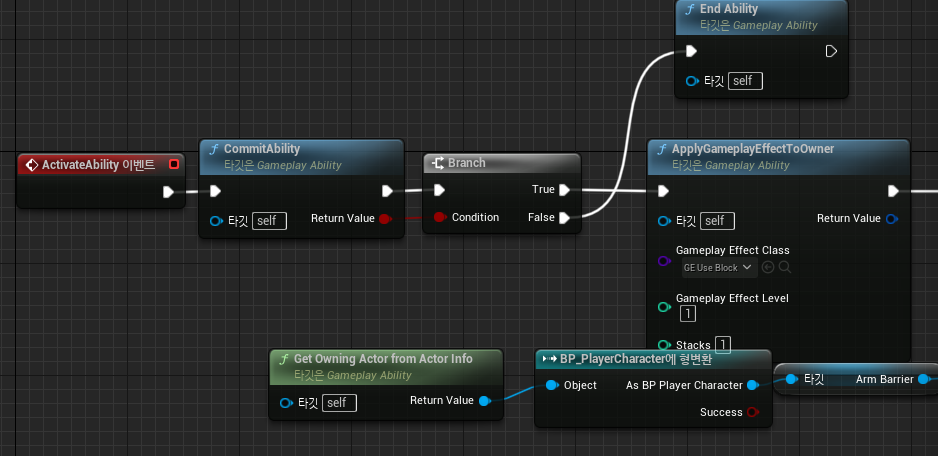 End Ability
타깃은 Gameplay Ability
타깃 self
ActivateAbility 이벤트
CommitAbility
타깃은 Gameplay Ability
타깃 self
Return Value
Branch
True
Condition
False
ApplyGameplayEffectToOwner
타깃은 Gameplay Ability
타깃 self
Return Value
Gameplay Effect Class
GE Use Block
Gameplay Effect Level
1
Stacks 1
Get Owning Actor from Actor Info
타깃은 Gameplay Ability
타깃 self
Return Value
BP_PlayerCharacter에 형변환
Object
As BP Player Character
Success
타깃
Arm Barrier